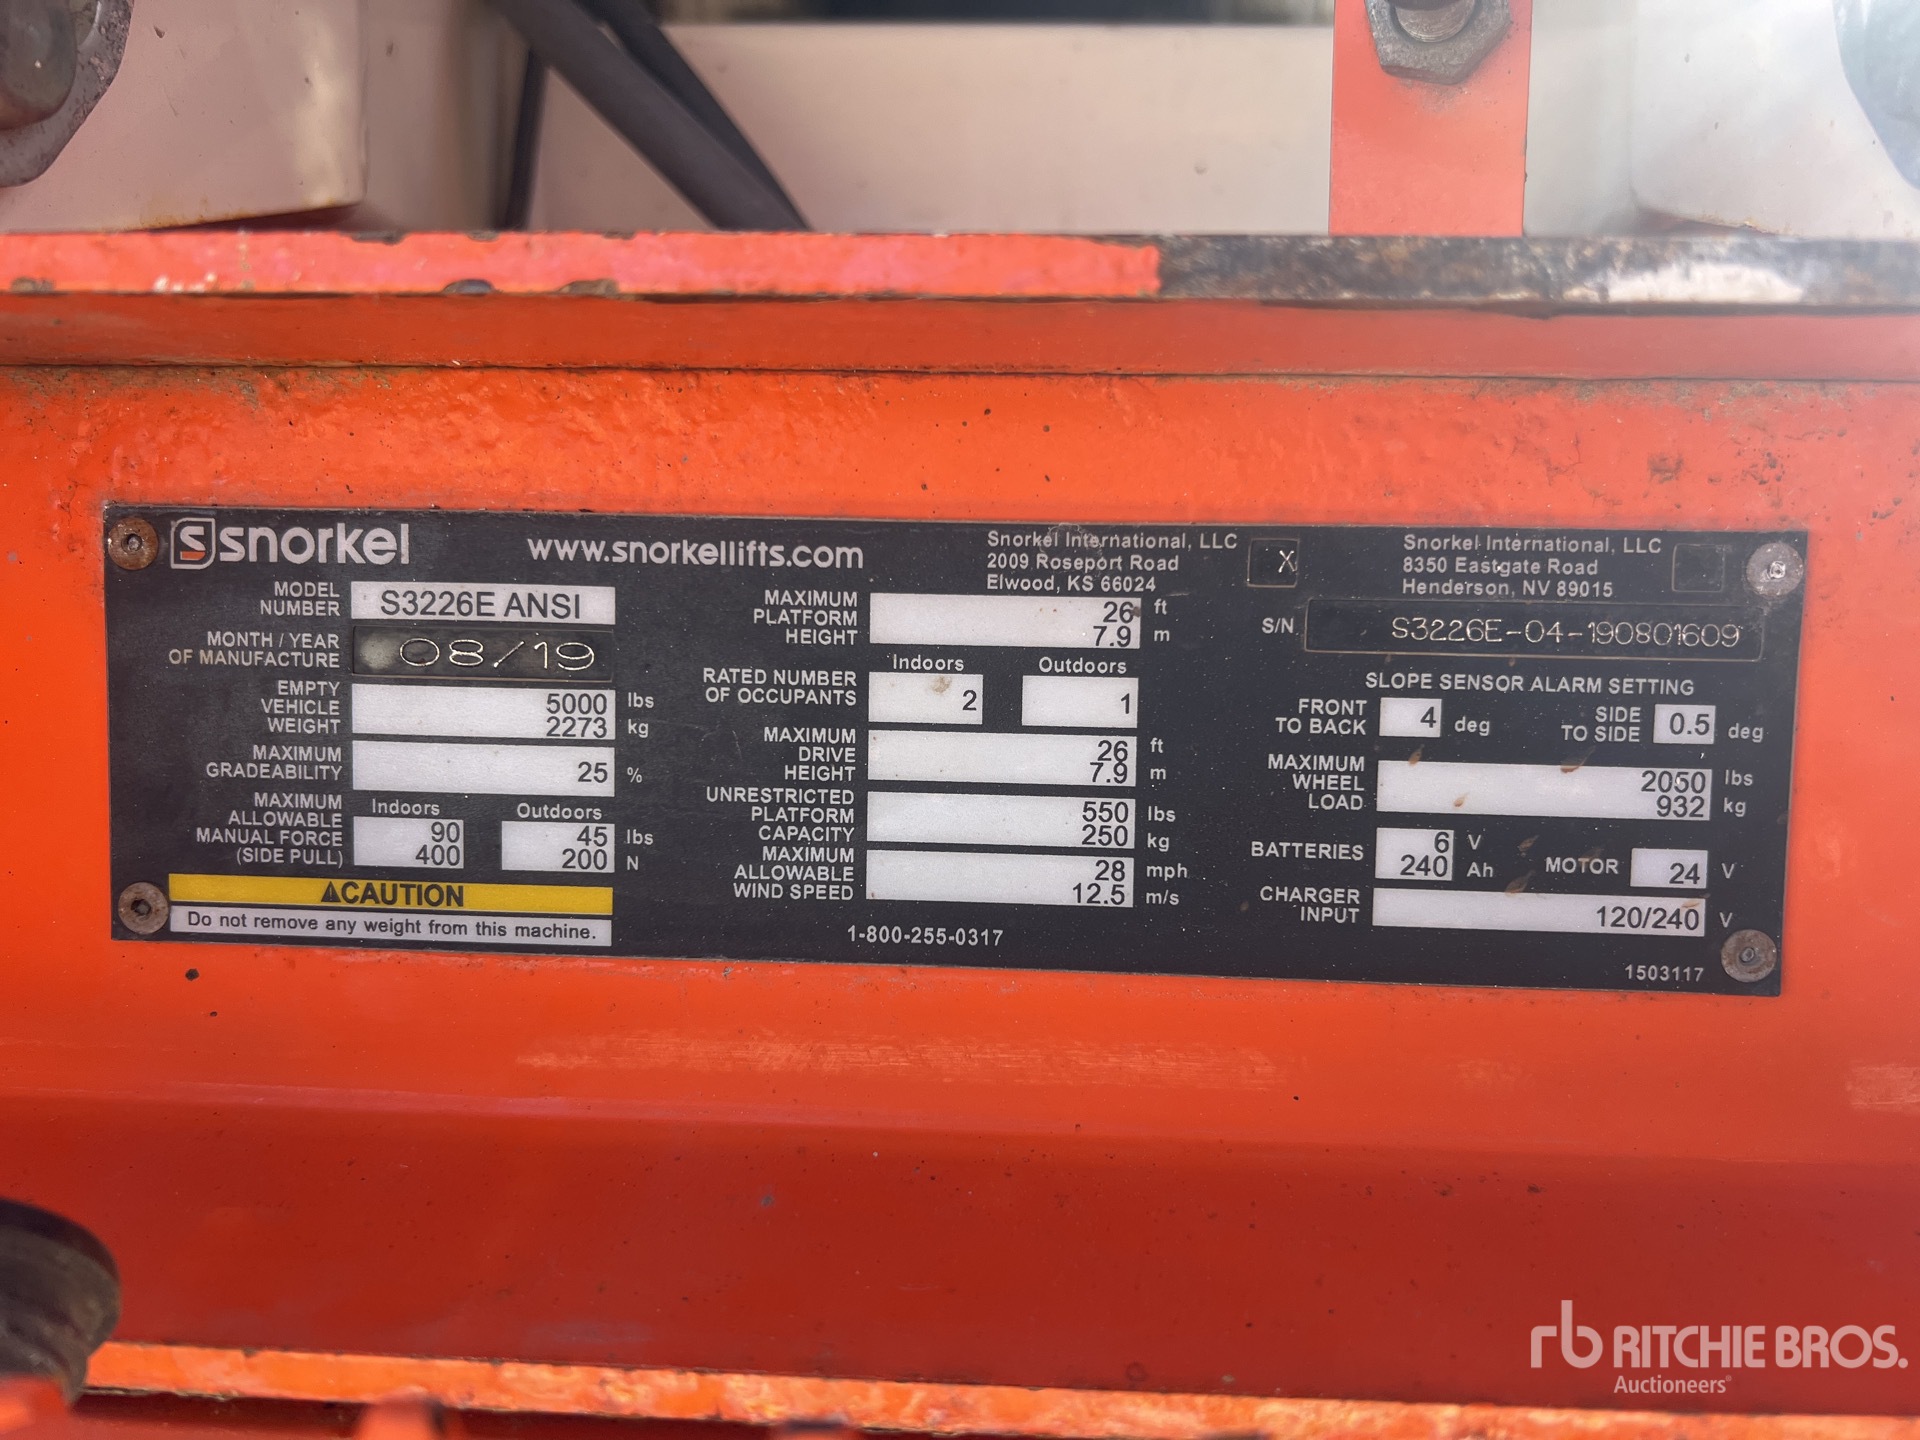 snorkel
www.snorkellifts.com
Snorkel International, LLC
2009 Roseport Road
Elwood, KS 66024
X
Snorkel International, LLC
8350 Eastgate Road
Henderson, NV 89015
MODEL
NUMBER
S3226E ANSI
MONTH / YEAR
OF MANUFACTURE
08/19
EMPTY
VEHICLE
WEIGHT
5000 lbs
2273 kg
MAXIMUM
GRADEABILITY
25 %
MAXIMUM
ALLOWABLE
MANUAL FORCE
(SIDE PULL)
Indoors Outdoors
90 45 lbs
400 200 N
⚠CAUTION
Do not remove any weight from this machine.
MAXIMUM
PLATFORM
HEIGHT
26 ft
7.9 m
RATED NUMBER
OF OCCUPANTS
Indoors Outdoors
2 1
MAXIMUM
DRIVE
HEIGHT
26 ft
7.9 m
UNRESTRICTED
PLATFORM
CAPACITY
550 lbs
250 kg
MAXIMUM
ALLOWABLE
WIND SPEED
28 mph
12.5 m/s
1-800-255-0317
S/N S3226E-04-190801609
SLOPE SENSOR ALARM SETTING
FRONT
TO BACK
4 deg
SIDE
TO SIDE
0.5 deg
MAXIMUM
WHEEL
LOAD
2050 lbs
932 kg
BATTERIES
6 V
240 Ah
MOTOR 24 V
CHARGER
INPUT
120/240 V
1503117
rb RITCHIE BROS.
Auctioneers®